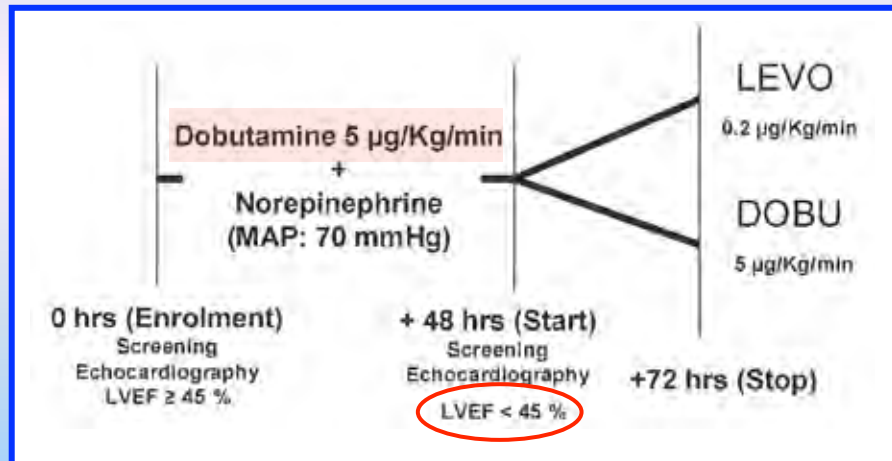 Dobutamine 5 µg/Kg/min
+
Norepinephrine
(MAP: 70 mmHg)
LEVO
0.2 µg/Kg/min
DOBU
5 µg/Kg/min
0 hrs (Enrolment)
Screening
Echocardiography
LVEF ≥ 45 %
+ 48 hrs (Start)
Screening
Echocardiography
LVEF < 45 %
+72 hrs (Stop)